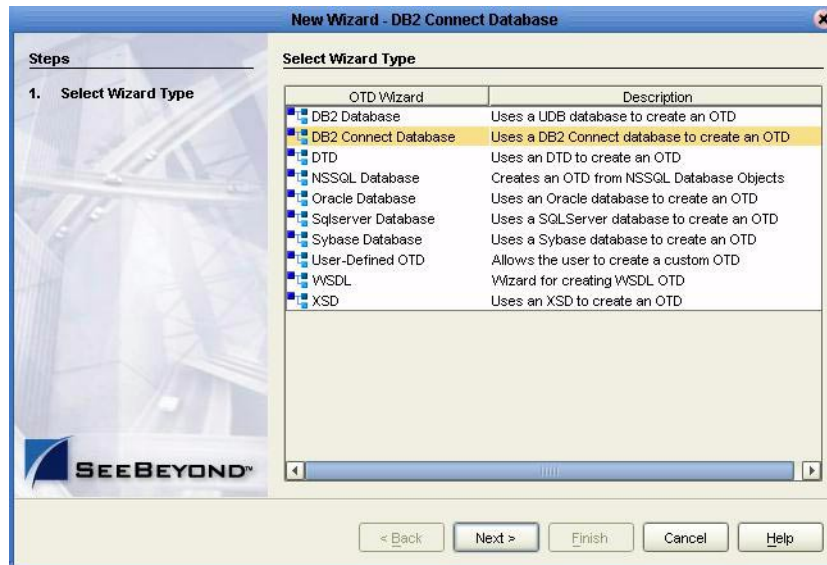 New Wizard - DB2 Connect Database
Steps
1. Select Wizard Type
Select Wizard Type
OTD Wizard Description
DB2 Database Uses a UDB database to create an OTD
DB2 Connect Database Uses a DB2 Connect database to create an OTD
DTD Uses an DTD to create an OTD
NSSQL Database Creates an OTD from NSSQL Database Objects
Oracle Database Uses an Oracle database to create an OTD
Sqlserver Database Uses a SQLServer database to create an OTD
Sybase Database Uses a Sybase database to create an OTD
User-Defined OTD Allows the user to create a custom OTD
WSDL Wizard for creating WSDL OTD
XSD Uses an XSD to create an OTD
SEEBEYOND™
< Back Next > Finish Cancel Help